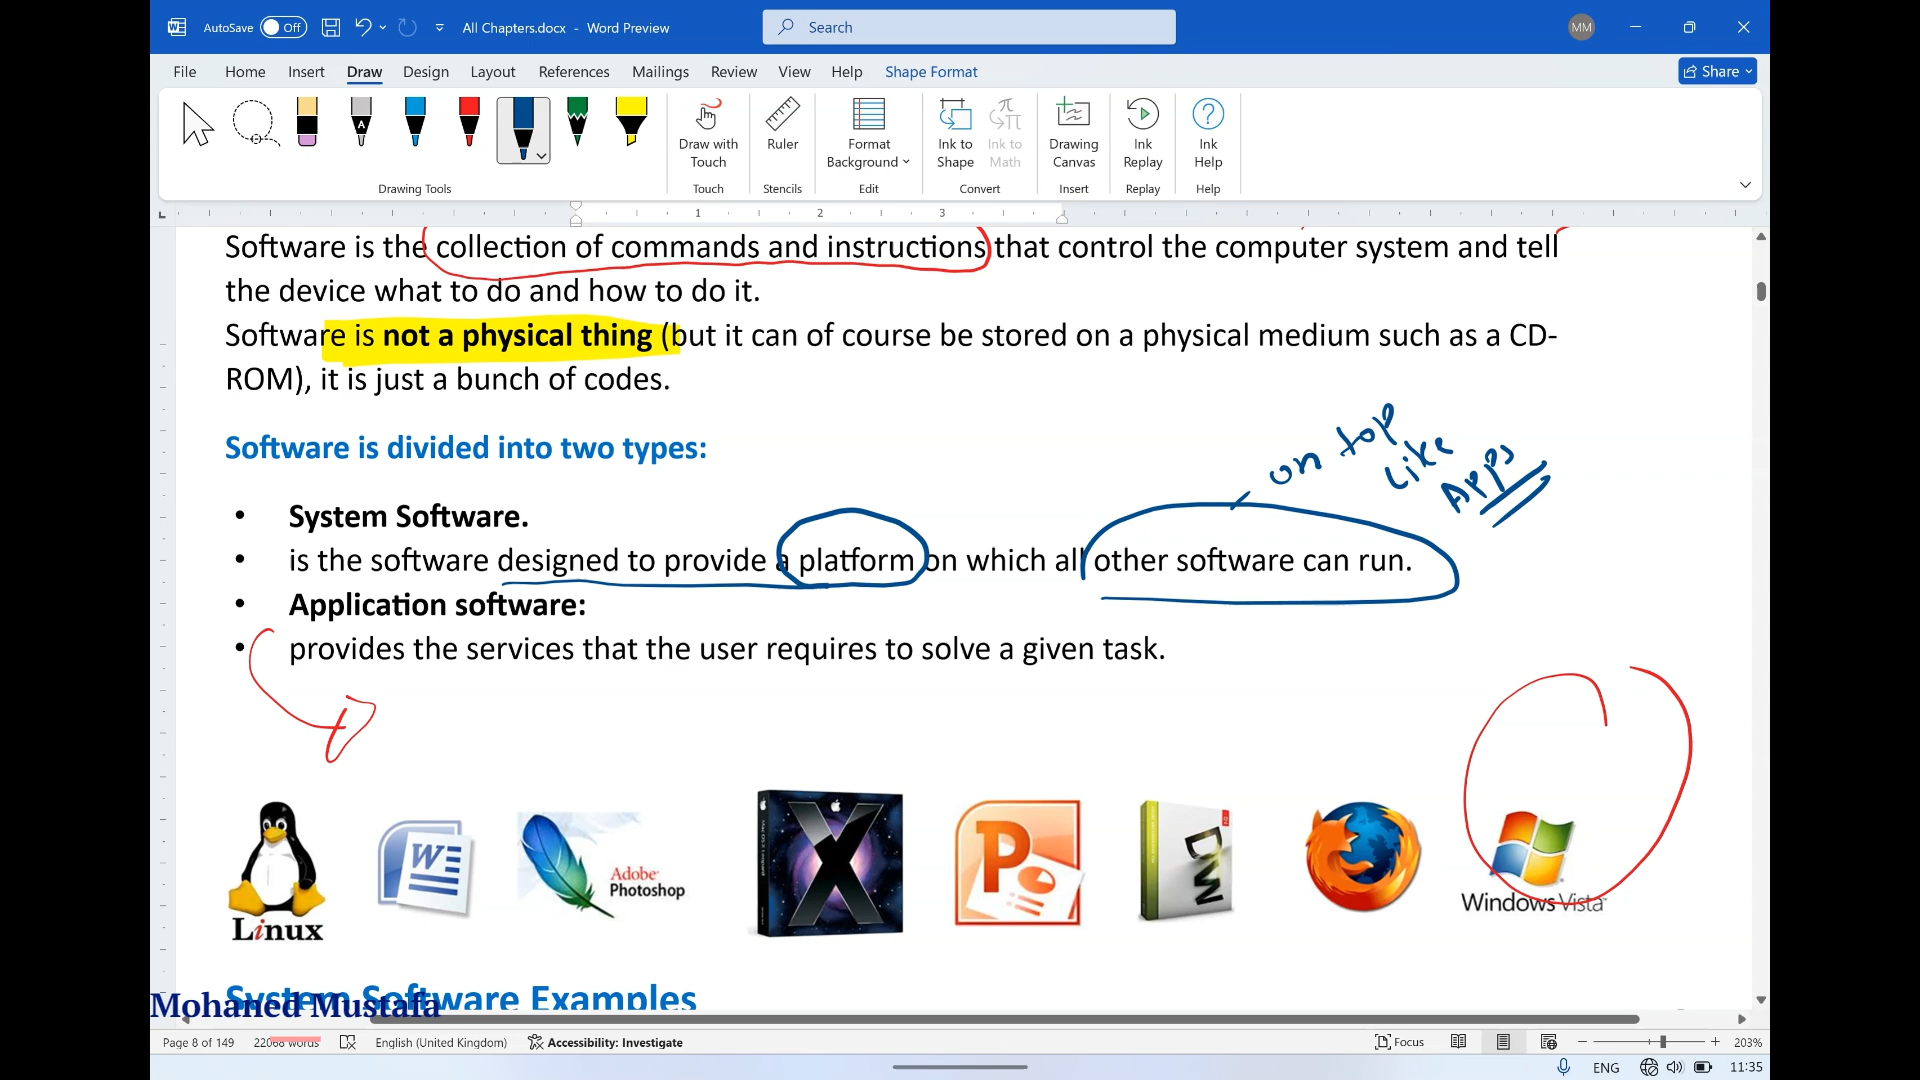 AutoSave Off All Chapters.docx - Word Preview Search MM
File Home Insert Draw Design Layout References Mailings Review View Help Shape Format Share
A
Draw with Touch Ruler Format Background Ink to Shape Ink to Math Drawing Canvas Ink Replay Ink Help
Drawing Tools Touch Stencils Edit Convert Insert Replay Help
1 2 3
Software is the collection of commands and instructions that control the computer system and tell
the device what to do and how to do it.
Software is not a physical thing (but it can of course be stored on a physical medium such as a CD-
ROM), it is just a bunch of codes.
on top
Like
Apps
Software is divided into two types:
• System Software.
• is the software designed to provide a platform on which all other software can run.
• Application software:
• provides the services that the user requires to solve a given task.
Linux
W
Adobe Photoshop
X
P
DW
Windows Vista
System Software Examples
Mohaned Mustafa
Page 8 of 149 22068 words English (United Kingdom) Accessibility: Investigate Focus 203%
ENG 11:35